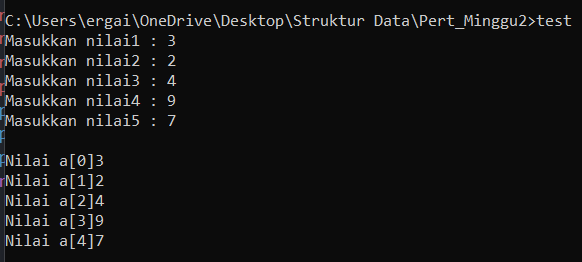 C:\Users\ergai\OneDrive\Desktop\Struktur Data\Pert_Minggu2>test
Masukkan nilai1 : 3
Masukkan nilai2 : 2
Masukkan nilai3 : 4
Masukkan nilai4 : 9
Masukkan nilai5 : 7
Nilai a[0]3
Nilai a[1]2
Nilai a[2]4
Nilai a[3]9
Nilai a[4]7